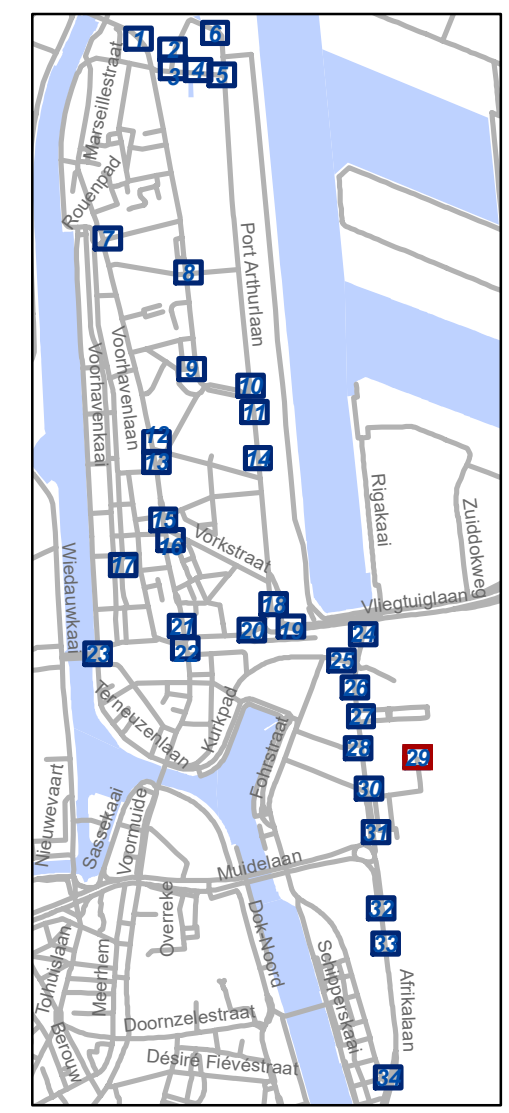 1
2
3
4
5
6
Marseillestraat
Rouenpad
7
8
Port Arthurlaan
Voorhavenlaan
Voorhavenkaai
9
10
11
12
13
14
Rigakaai
Zuiddokweg
15
16
Vorkstraat
17
Wiedauwkaai
18
19
20
21
22
23
Vliegtuiglaan
24
25
26
27
28
29
30
31
Terneuzenlaan
Kurkpad
Fohrstraat
Nieuwevaart
Sassekaai
Voormuide
Muidelaan
32
33
34
Overreke
Dok-Noord
Schipperskaai
Afrikalaan
Tolhuislaan
Meerhem
Berouw
Doornzelestraat
Désiré Fiévéstraat